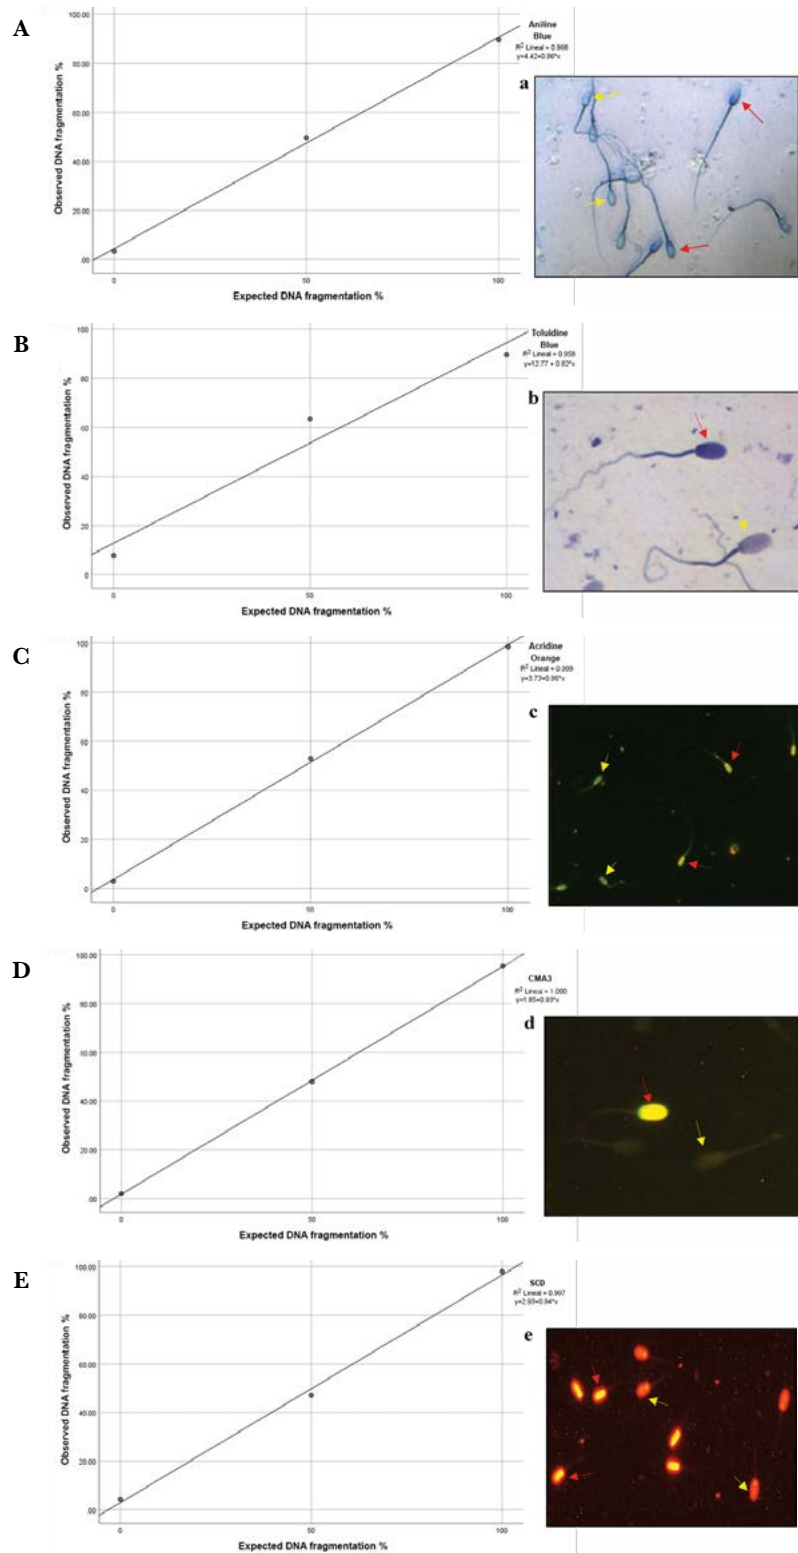 A
100.00
80.00
60.00
40.00
20.00
.00
Observed DNA fragmentation %
0
50
100
Expected DNA fragmentation %
Aniline
Blue
R² Lineal = 0.998
y=4.42+0.86*x
a
B
100
80
60
40
20
0
Observed DNA fragmentation %
0
50
100
Expected DNA fragmentation %
Toluidine
Blue
R² Lineal = 0.958
y=12.77 + 0.82*x
b
C
100
80
60
40
20
0
Observed DNA fragmentation %
0
50
100
Expected DNA fragmentation %
Acridine
Orange
R² Lineal = 0.999
y=3.73+0.96*x
c
D
100.00
80.00
60.00
40.00
20.00
.00
Observed DNA fragmentation %
0
50
100
Expected DNA fragmentation %
CMA3
R² Lineal = 1.000
y=1.85+0.93*x
d
E
100.00
80.00
60.00
40.00
20.00
.00
Observed DNA fragmentation %
0
50
100
Expected DNA fragmentation %
SCD
R² Lineal = 0.997
y=2.93+0.94*x
e